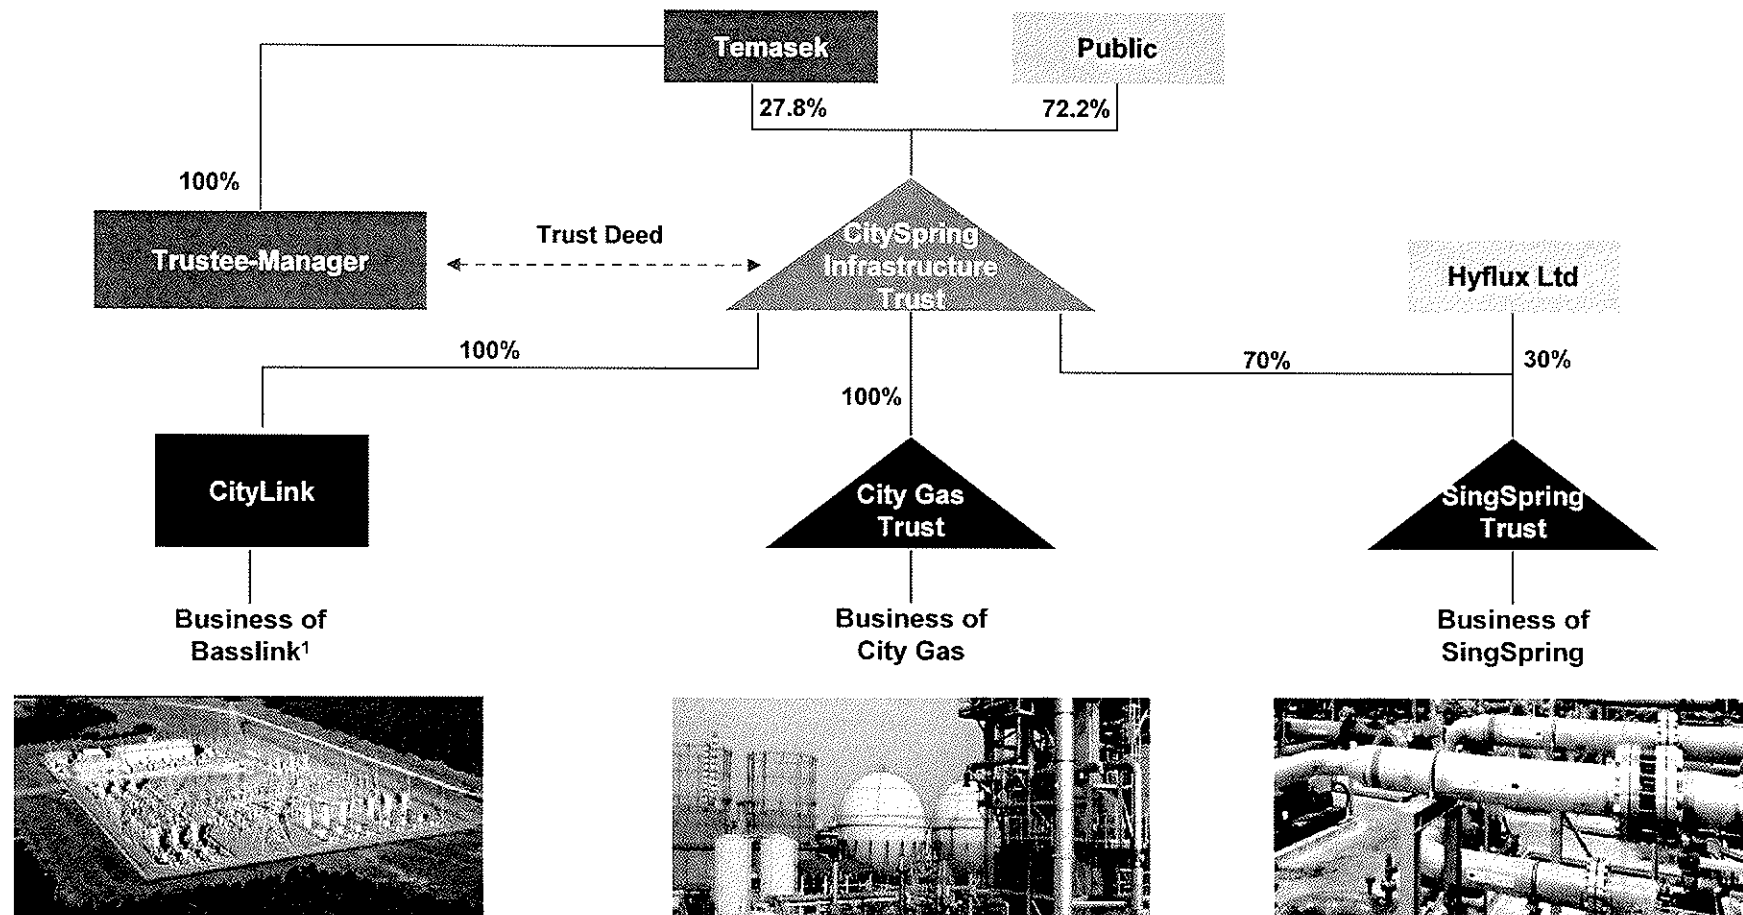 Temasek
Public
27.8%
72.2%
100%
Trustee-Manager
Trust Deed
CitySpring
Infrastructure
Trust
Hyflux Ltd
100%
100%
70%
30%
CityLink
City Gas
Trust
SingSpring
Trust
Business of
Basslink¹
Business of
City Gas
Business of
SingSpring